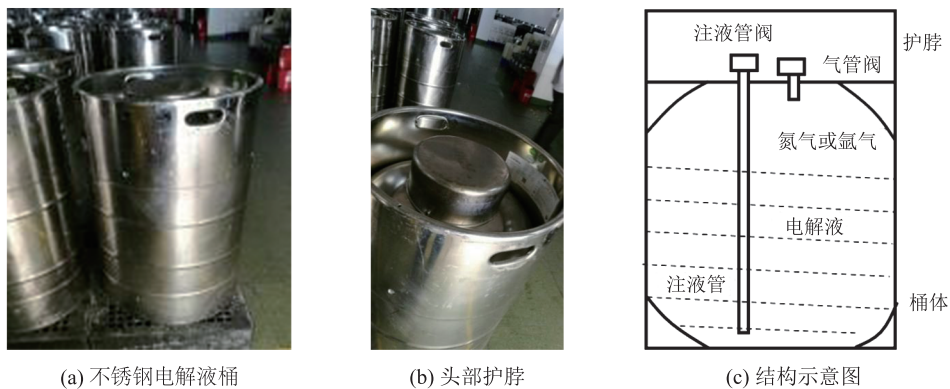 注液管阀
护脖
气管阀
氮气或氩气
电解液
注液管
桶体
(a) 不锈钢电解液桶
(b) 头部护脖
(c) 结构示意图